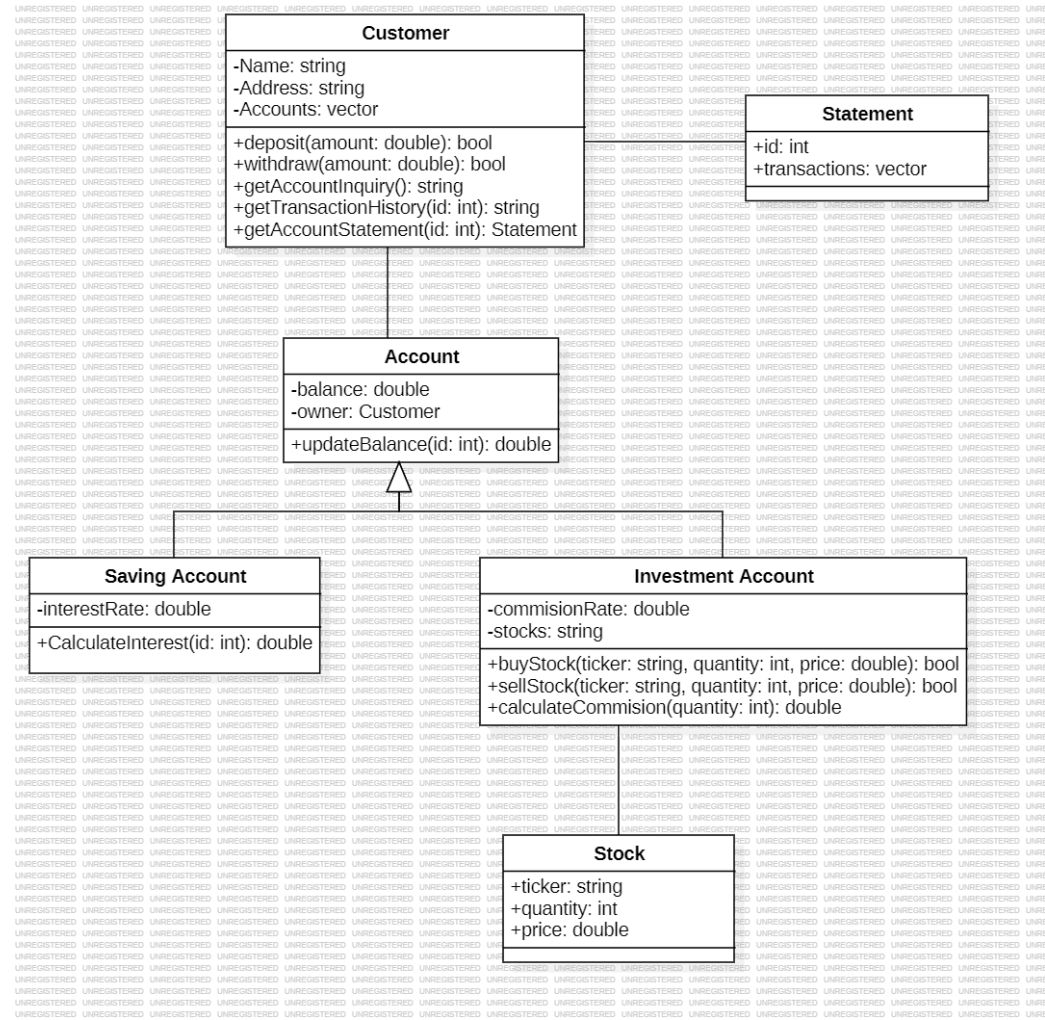 Customer
-Name: string
-Address: string
-Accounts: vector
+deposit(amount: double): bool
+withdraw(amount: double): bool
+getAccountInquiry(): string
+getTransactionHistory(id: int): string
+getAccountStatement(id: int): Statement
Statement
+id: int
+transactions: vector
Account
-balance: double
-owner: Customer
+updateBalance(id: int): double
Saving Account
-interestRate: double
+CalculateInterest(id: int): double
Investment Account
-commisionRate: double
-stocks: string
+buyStock(ticker: string, quantity: int, price: double): bool
+sellStock(ticker: string, quantity: int, price: double): bool
+calculateCommision(quantity: int): double
Stock
+ticker: string
+quantity: int
+price: double
UNREGISTERED